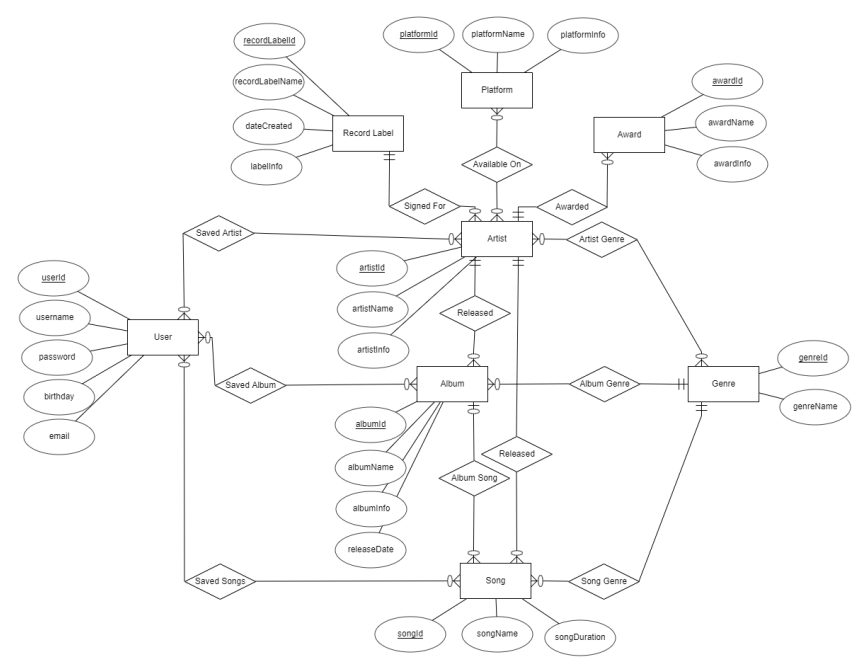 recordLabelId
platformId
platformName
platformInfo
recordLabelName
Platform
awardId
dateCreated
Record Label
Award
awardName
labelInfo
Available On
awardInfo
Signed For
Awarded
Saved Artist
Artist
Artist Genre
artistId
userId
artistName
Released
username
User
artistInfo
password
genreId
Saved Album
Album
Album Genre
Genre
birthday
genreName
albumId
email
albumName
Album Song
Released
albumInfo
releaseDate
Saved Songs
Song
Song Genre
songId
songName
songDuration